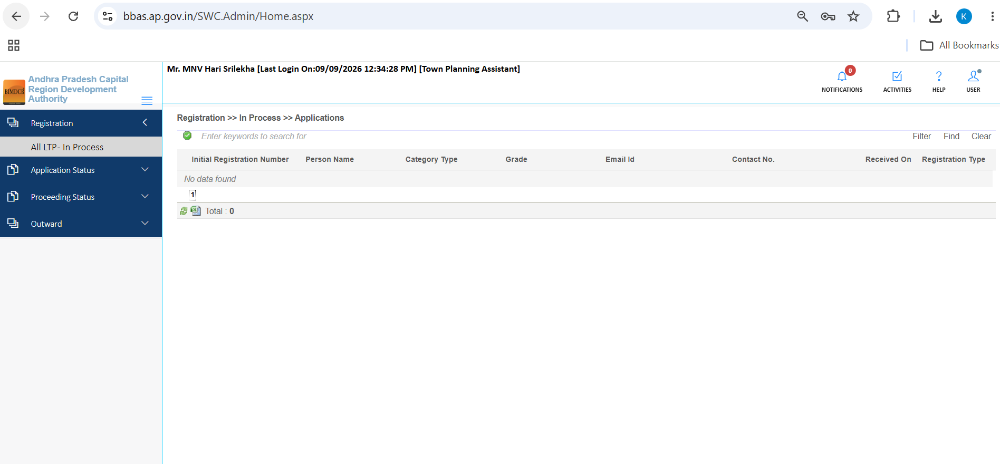 bbas.ap.gov.in/SWC.Admin/Home.aspx
K
All Bookmarks
BIMDCR
Andhra Pradesh Capital
Region Development
Authority
Mr. MNV Hari Srilekha [Last Login On:09/09/2026 12:34:28 PM] [Town Planning Assistant]
0
NOTIFICATIONS
ACTIVITIES
?
HELP
USER
Registration
All LTP- In Process
Application Status
Proceeding Status
Outward
Registration >> In Process >> Applications
Enter keywords to search for
Filter Find Clear
Initial Registration Number Person Name Category Type Grade Email Id Contact No. Received On Registration Type
No data found
1
Total : 0